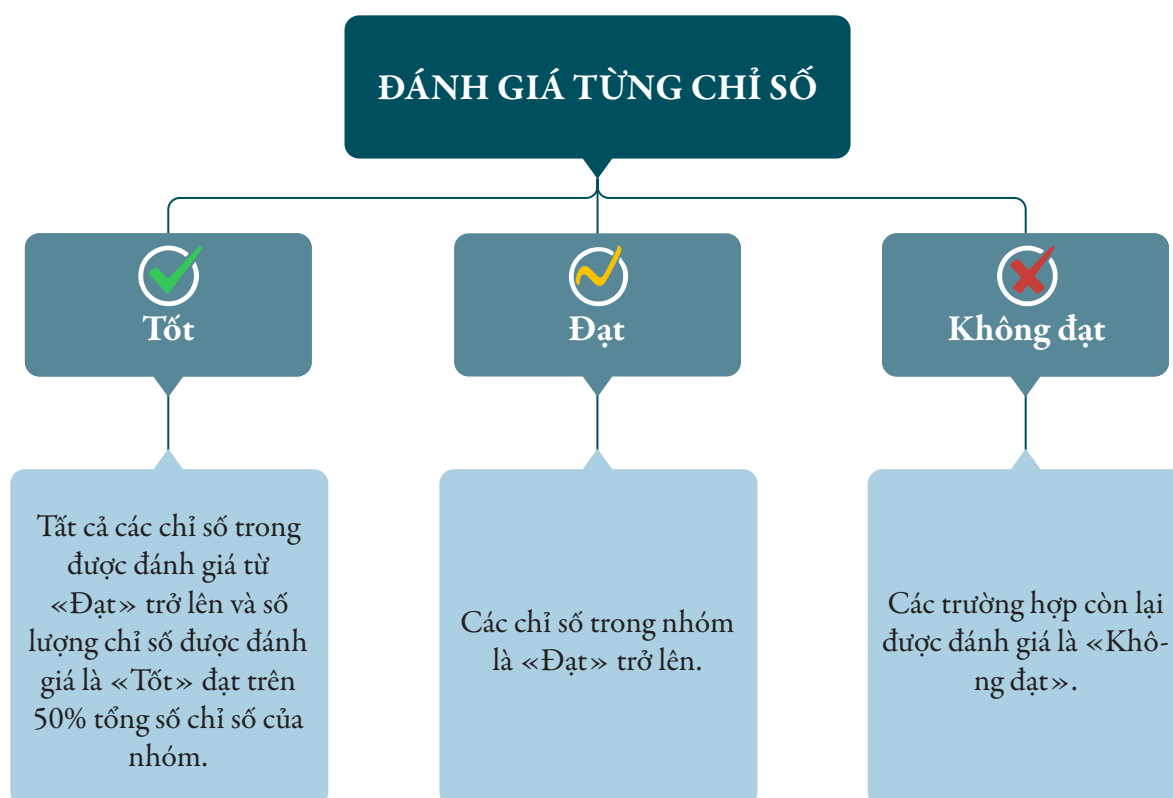 ĐÁNH GIÁ TỪNG CHỈ SỐ
Tốt
Đạt
Không đạt
Tất cả các chỉ số trong
được đánh giá từ
«Đạt» trở lên và số
lượng chỉ số được đánh
giá là «Tốt» đạt trên
50% tổng số chỉ số của
nhóm.
Các chỉ số trong nhóm
là «Đạt» trở lên.
Các trường hợp còn lại
được đánh giá là «Khô-
ng đạt».